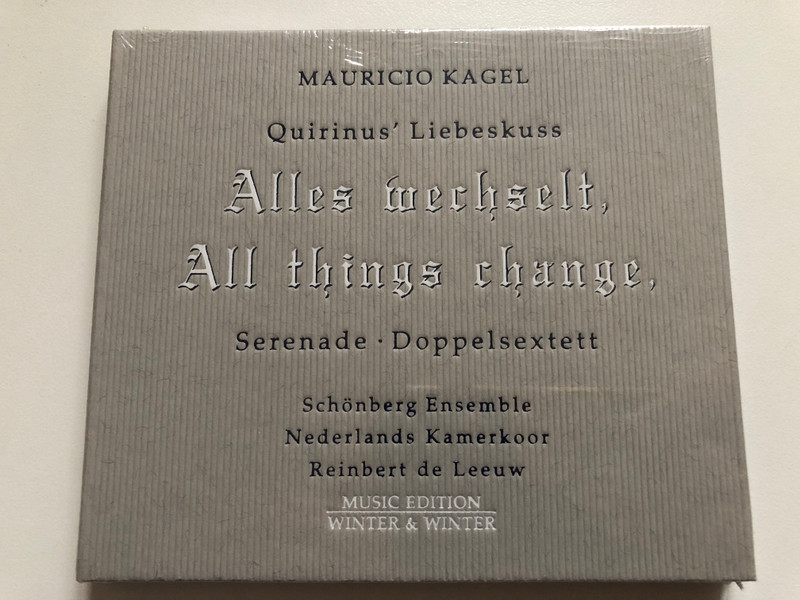 MAURICIO KAGEL
Quirinus’ Liebeskuss
Alles wechselt,
All things change,
Serenade · Doppelsextett
Schönberg Ensemble
Nederlands Kamerkoor
Reinbert de Leeuw
MUSIC EDITION
WINTER & WINTER